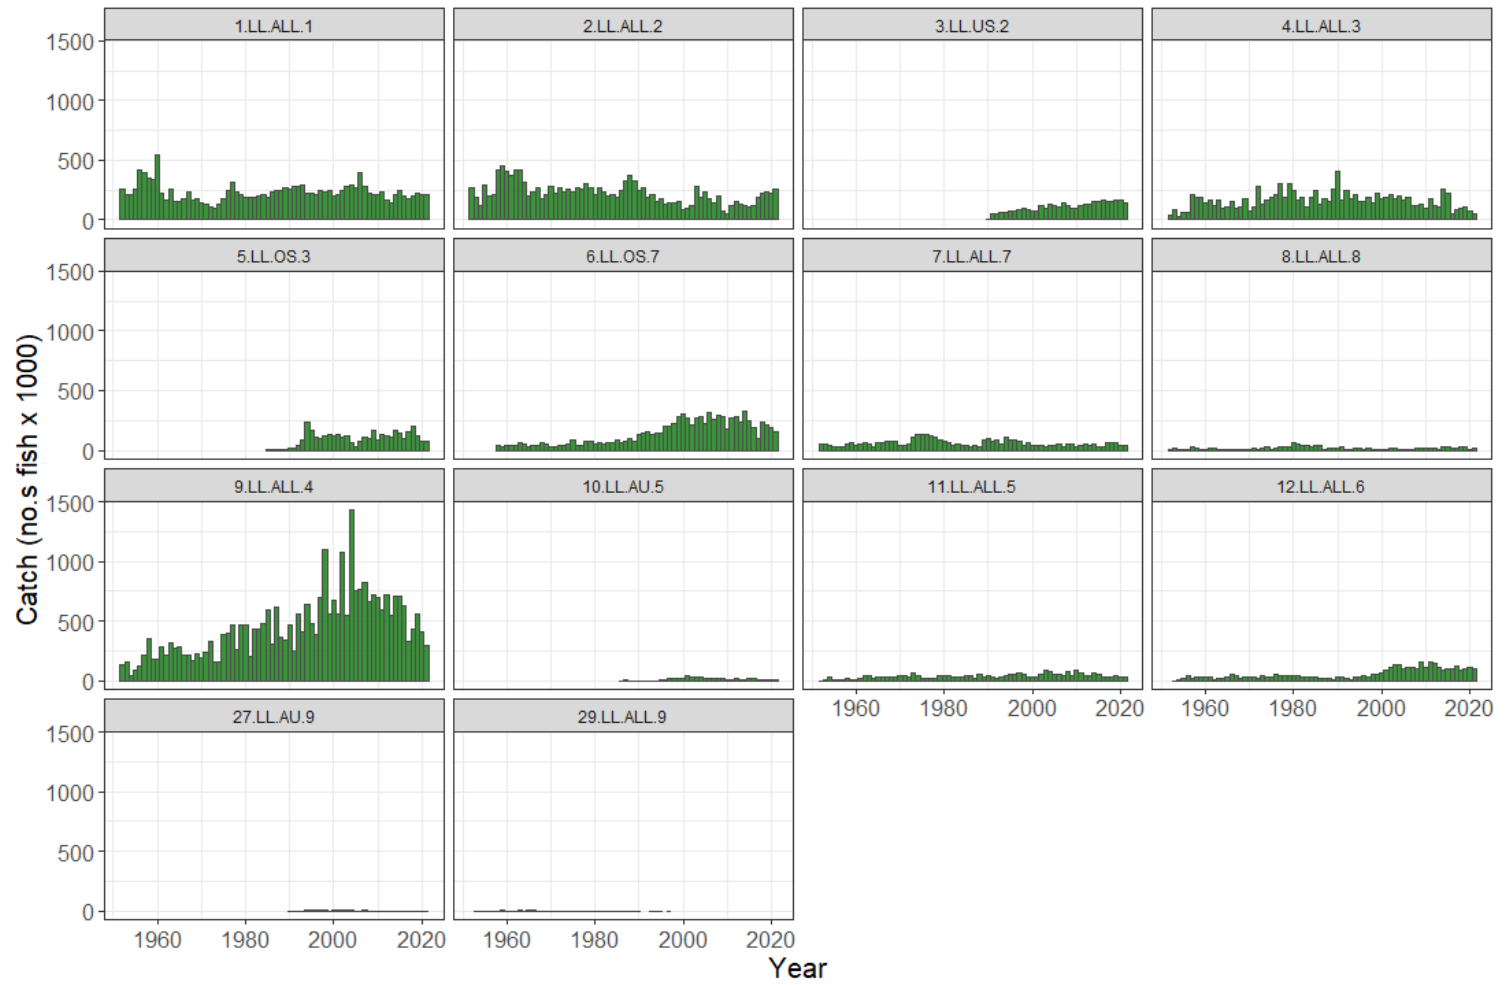 1.LL.ALL.1 2.LL.ALL.2 3.LL.US.2 4.LL.ALL.3
1500
1000
500
0
5.LL.OS.3 6.LL.OS.7 7.LL.ALL.7 8.LL.ALL.8
1500
1000
500
0
Catch (no.s fish x 1000)
9.LL.ALL.4 10.LL.AU.5 11.LL.ALL.5 12.LL.ALL.6
1500
1000
500
0
1960 1980 2000 2020 1960 1980 2000 2020
27.LL.AU.9 29.LL.ALL.9
1500
1000
500
0
1960 1980 2000 2020 1960 1980 2000 2020
Year